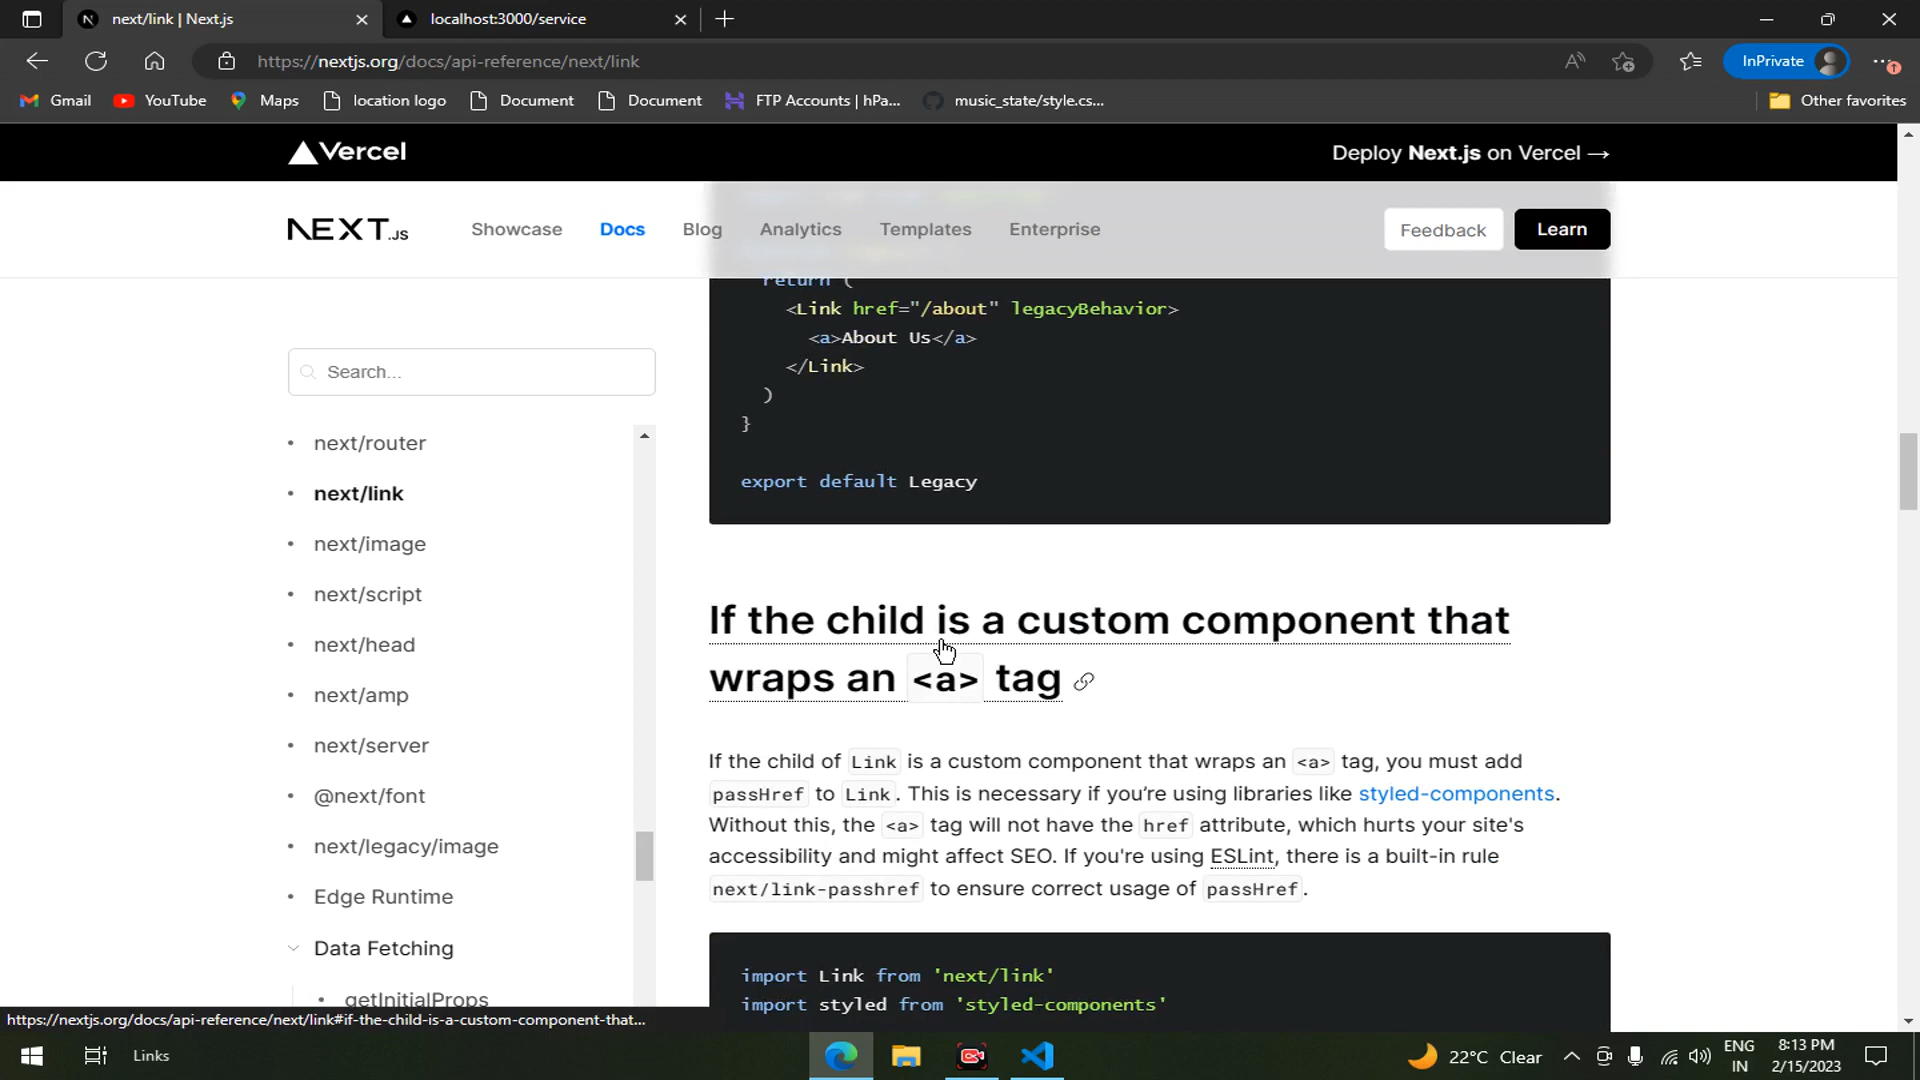 next/link | Next.js
localhost:3000/service
https://nextjs.org/docs/api-reference/next/link
InPrivate
Gmail
YouTube
Maps
location logo
Document
Document
FTP Accounts | hPa...
music_state/style.cs...
Other favorites
Vercel
Deploy Next.js on Vercel →
NEXT.JS
Showcase
Docs
Blog
Analytics
Templates
Enterprise
Feedback
Learn
Search...
• next/router
• next/link
• next/image
• next/script
• next/head
• next/amp
• next/server
• @next/font
• next/legacy/image
• Edge Runtime
Data Fetching
• getInitialProps
return (
<Link href="/about" legacyBehavior>
<a>About Us</a>
</Link>
)
}
export default Legacy
If the child is a custom component that
wraps an <a> tag
If the child of Link is a custom component that wraps an <a> tag, you must add
passHref to Link. This is necessary if you’re using libraries like styled-components.
Without this, the <a> tag will not have the href attribute, which hurts your site's
accessibility and might affect SEO. If you're using ESLint, there is a built-in rule
next/link-passhref to ensure correct usage of passHref.
import Link from 'next/link'
import styled from 'styled-components'
https://nextjs.org/docs/api-reference/next/link#if-the-child-is-a-custom-component-that...
Links
22°C Clear
ENG
IN
8:13 PM
2/15/2023